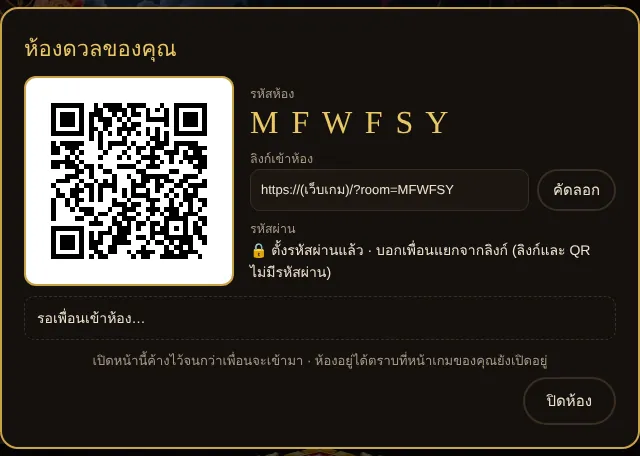 ห้องดวลของคุณ
รหัสห้อง
MFWFSY
ลิงก์เข้าห้อง
https://(เว็บเกม)/?room=MFWFSY
คัดลอก
รหัสผ่าน
🔒 ตั้งรหัสผ่านแล้ว · บอกเพื่อนแยกจากลิงก์ (ลิงก์และ QR
ไม่มีรหัสผ่าน)
รอเพื่อนเข้าห้อง…
เปิดหน้านี้ค้างไว้จนกว่าเพื่อนจะเข้ามา · ห้องอยู่ได้ตราบที่หน้าเกมของคุณยังเปิดอยู่
ปิดห้อง